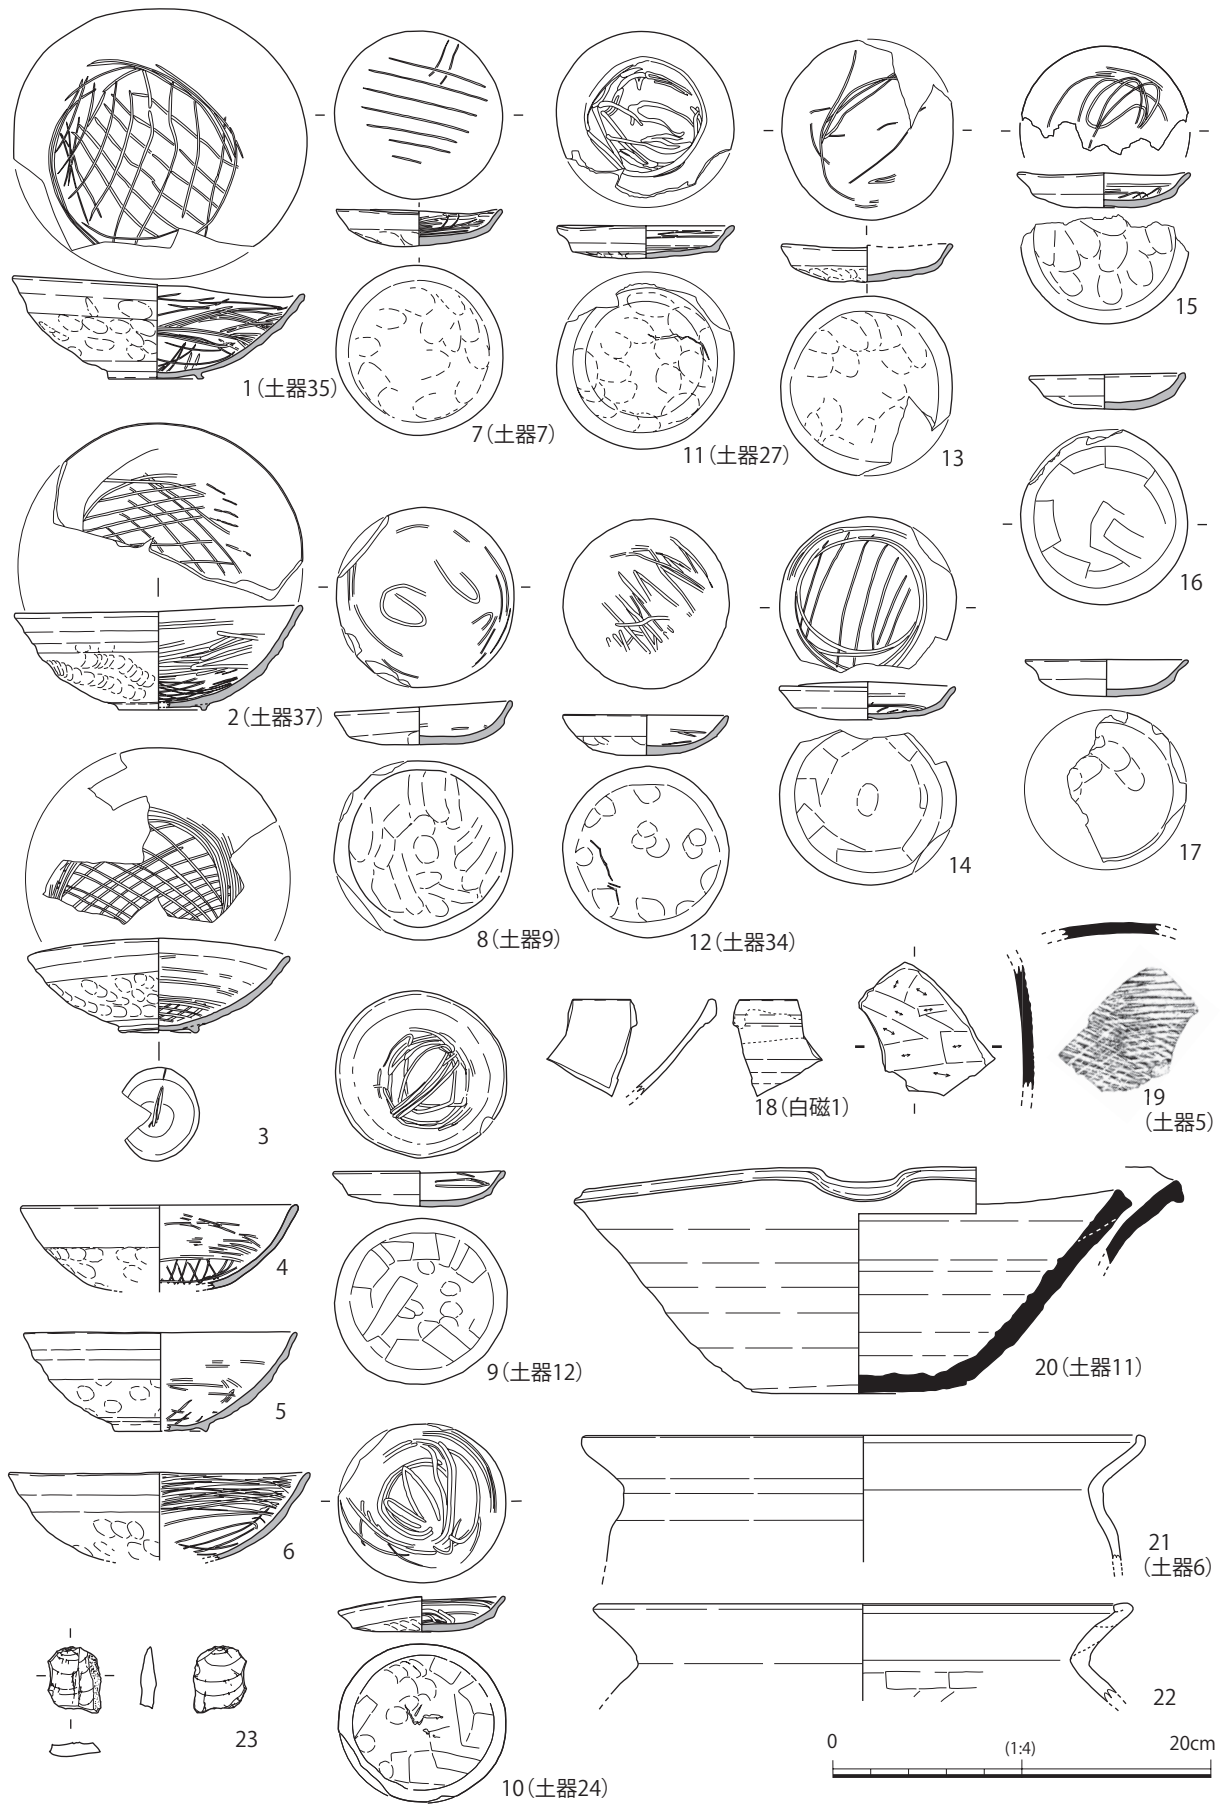 1（土器35）
7（土器7）
11（土器27）
13
15
16
2（土器37）
8（土器9）
12（土器34）
14
17
3
18（白磁1）
19
（土器5）
4
9（土器12）
20（土器11）
5
6
21
（土器6）
22
23
10（土器24）
0 （1:4） 20cm